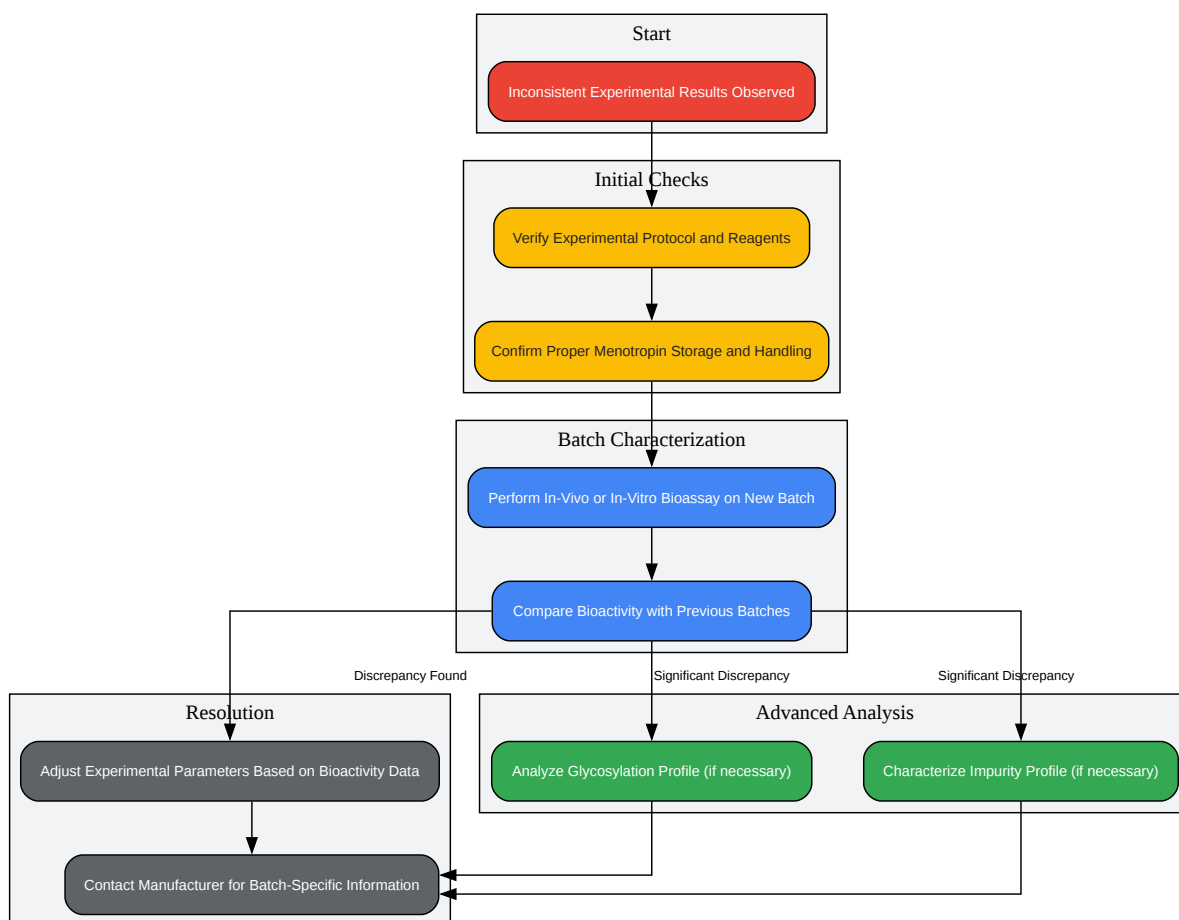 Start
Inconsistent Experimental Results Observed
Initial Checks
Verify Experimental Protocol and Reagents
Confirm Proper Menotropin Storage and Handling
Batch Characterization
Perform In-Vivo or In-Vitro Bioassay on New Batch
Compare Bioactivity with Previous Batches
Discrepancy Found
Significant Discrepancy
Significant Discrepancy
Resolution
Advanced Analysis
Adjust Experimental Parameters Based on Bioactivity Data
Analyze Glycosylation Profile (if necessary)
Characterize Impurity Profile (if necessary)
Contact Manufacturer for Batch-Specific Information